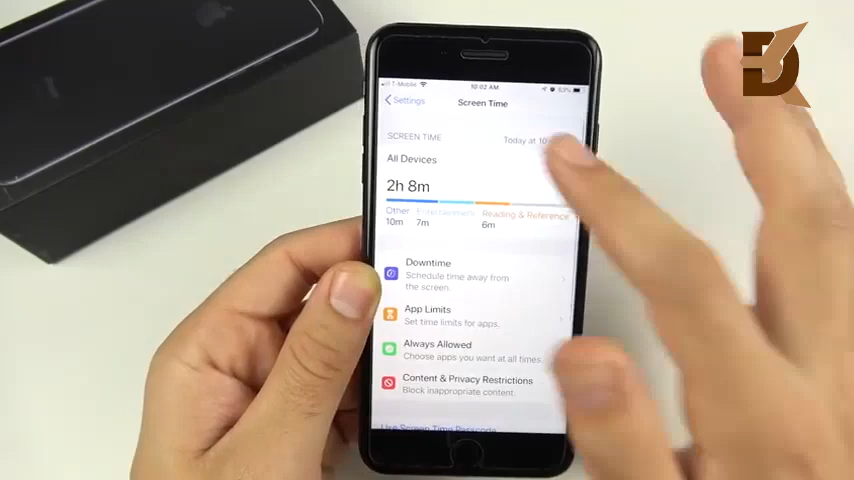 T-Mobile 10:02 AM
Settings Screen Time
SCREEN TIME Today at 10
All Devices
2h 8m
Other Entertainment Reading & Reference
10m 7m 6m
Downtime
Schedule time away from
the screen.
App Limits
Set time limits for apps.
Always Allowed
Choose apps you want at all times.
Content & Privacy Restrictions
Block inappropriate content.
Use Screen Time Passcode